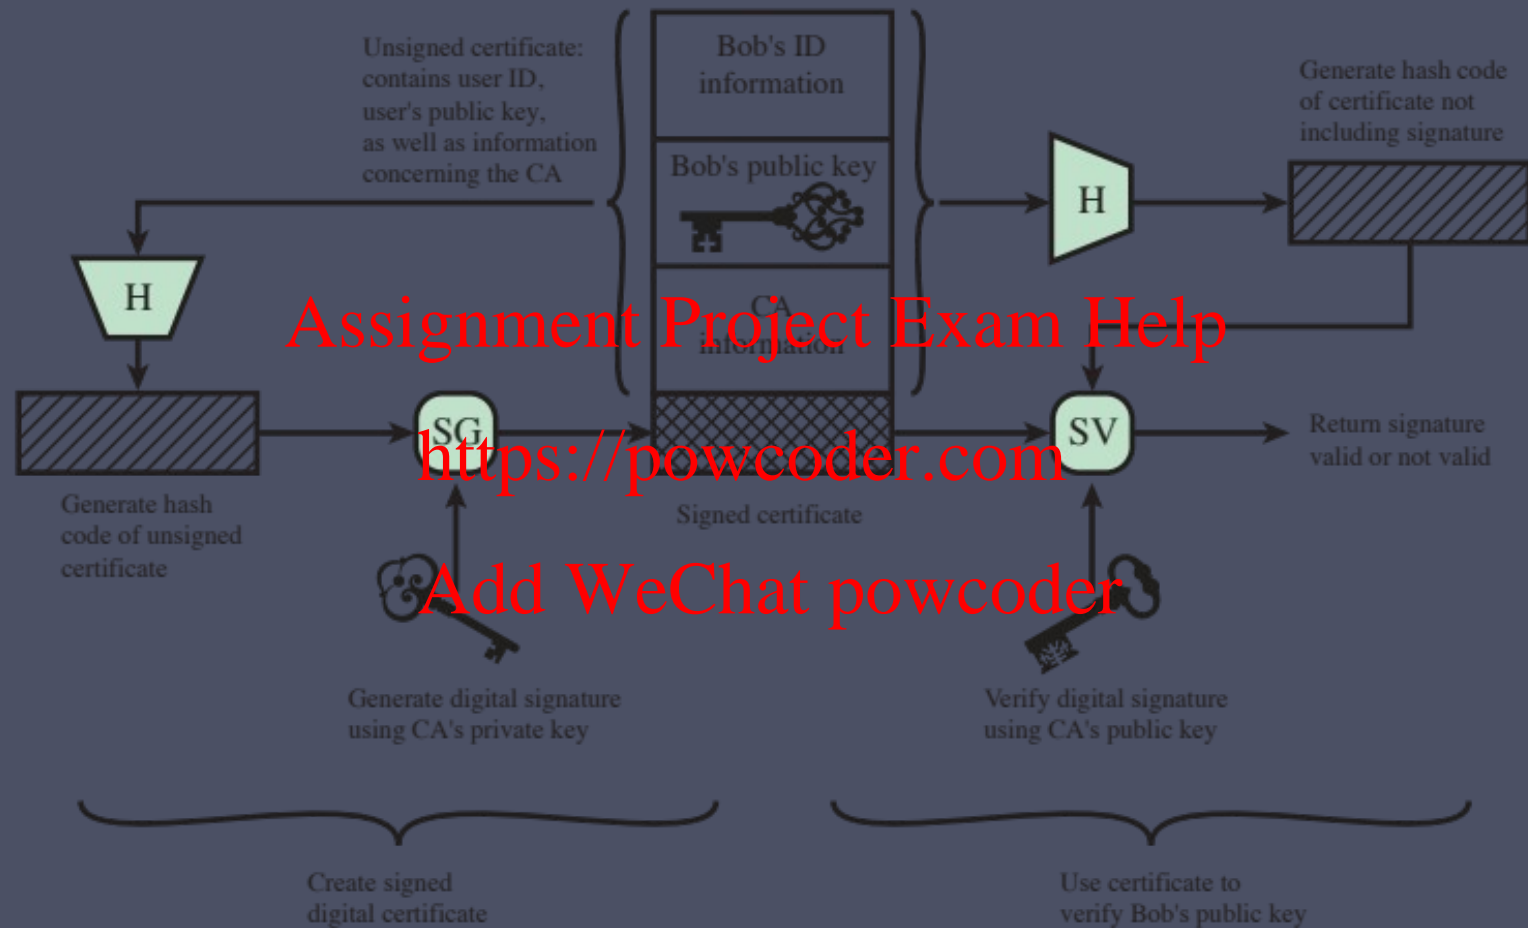 Unsigned certificate:
contains user ID,
user's public key,
as well as information
concerning the CA
Bob's ID
information
Bob's public key
CA
information
Generate hash code
of certificate not
including signature
H
H
Assignment Project Exam Help
SG
SV
Return signature
valid or not valid
https://powcoder.com
Generate hash
code of unsigned
certificate
Signed certificate
Add WeChat powcoder
Generate digital signature
using CA's private key
Verify digital signature
using CA's public key
Create signed
digital certificate
Use certificate to
verify Bob's public key